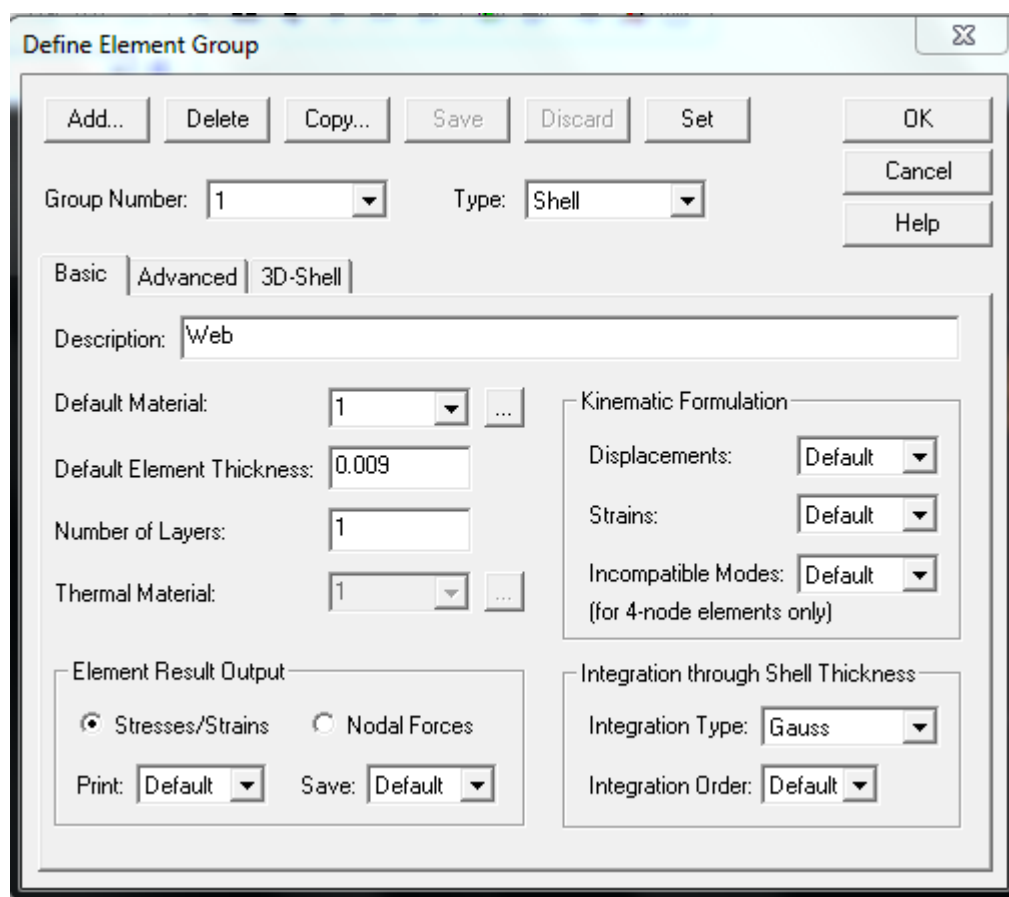 Define Element Group
Add... Delete Copy... Save Discard Set OK
Cancel
Group Number: 1 Type: Shell
Help
Basic Advanced 3D-Shell
Description: Web
Default Material: 1 ...
Kinematic Formulation
Displacements: Default
Default Element Thickness: 0.009
Strains: Default
Number of Layers: 1
Incompatible Modes: Default
(for 4-node elements only)
Thermal Material: 1 ...
Element Result Output
Stresses/Strains Nodal Forces
Print: Default Save: Default
Integration through Shell Thickness
Integration Type: Gauss
Integration Order: Default